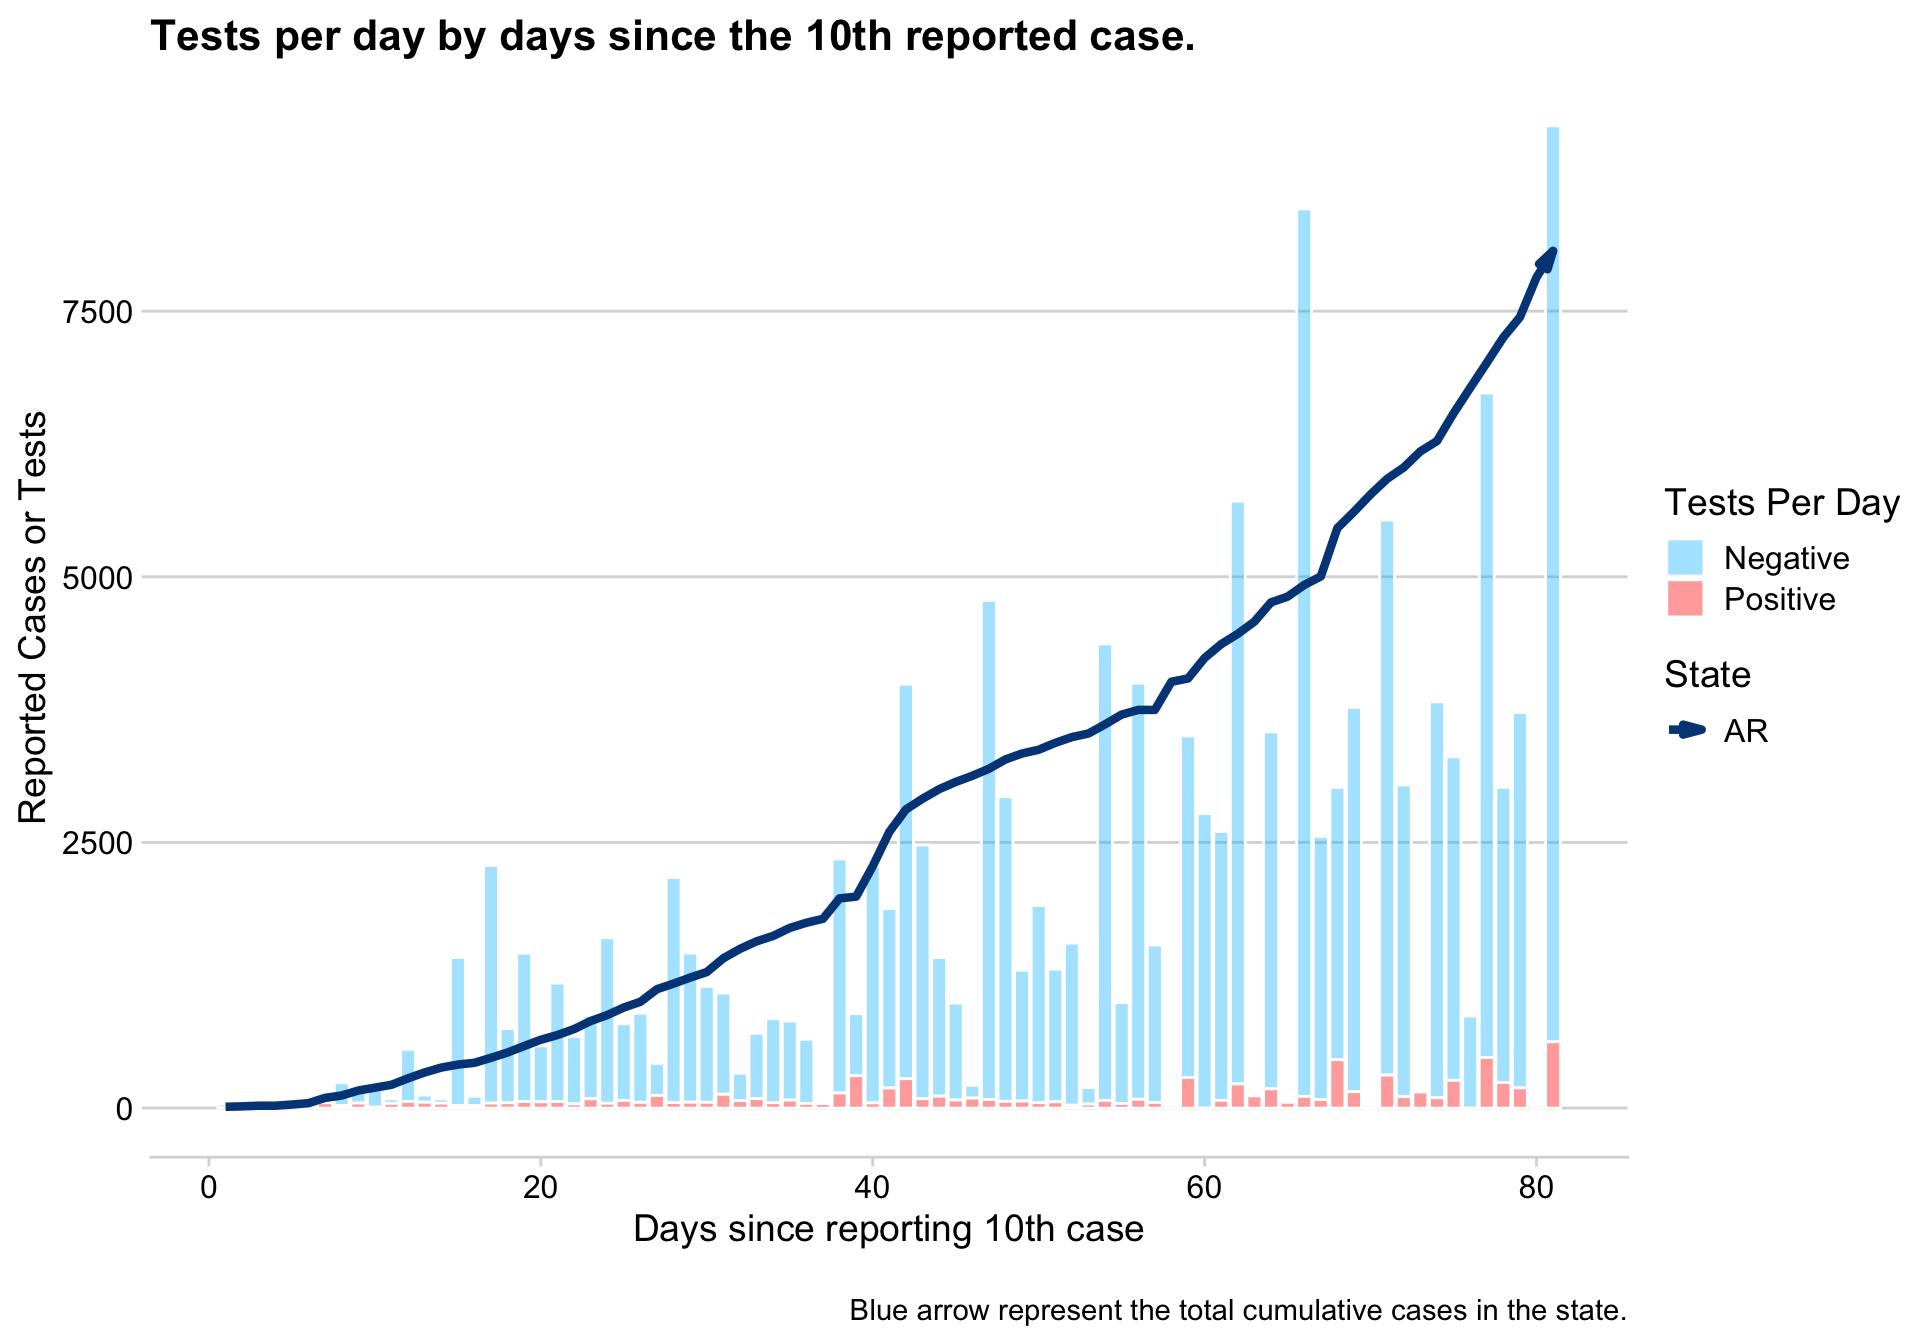 Tests per day by days since the 10th reported case.
Reported Cases or Tests
7500
5000
2500
0
0 20 40 60 80
Days since reporting 10th case
Tests Per Day
Negative
Positive
State
AR
Blue arrow represent the total cumulative cases in the state.